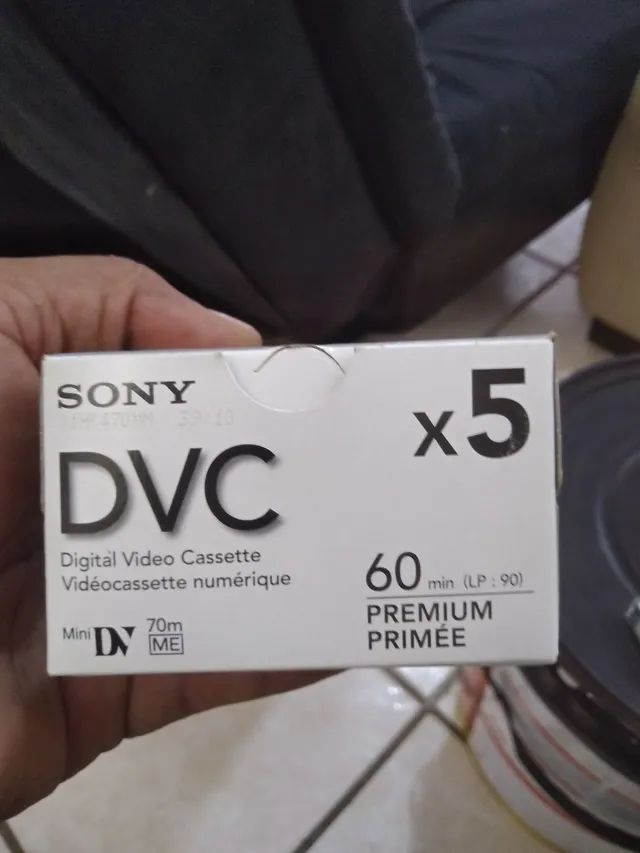 SONY
x5
DVC
Digital Video Cassette
Vidéocassette numérique
60 min (LP : 90)
PREMIUM
PRIMÉE
Mini DV 70m
ME